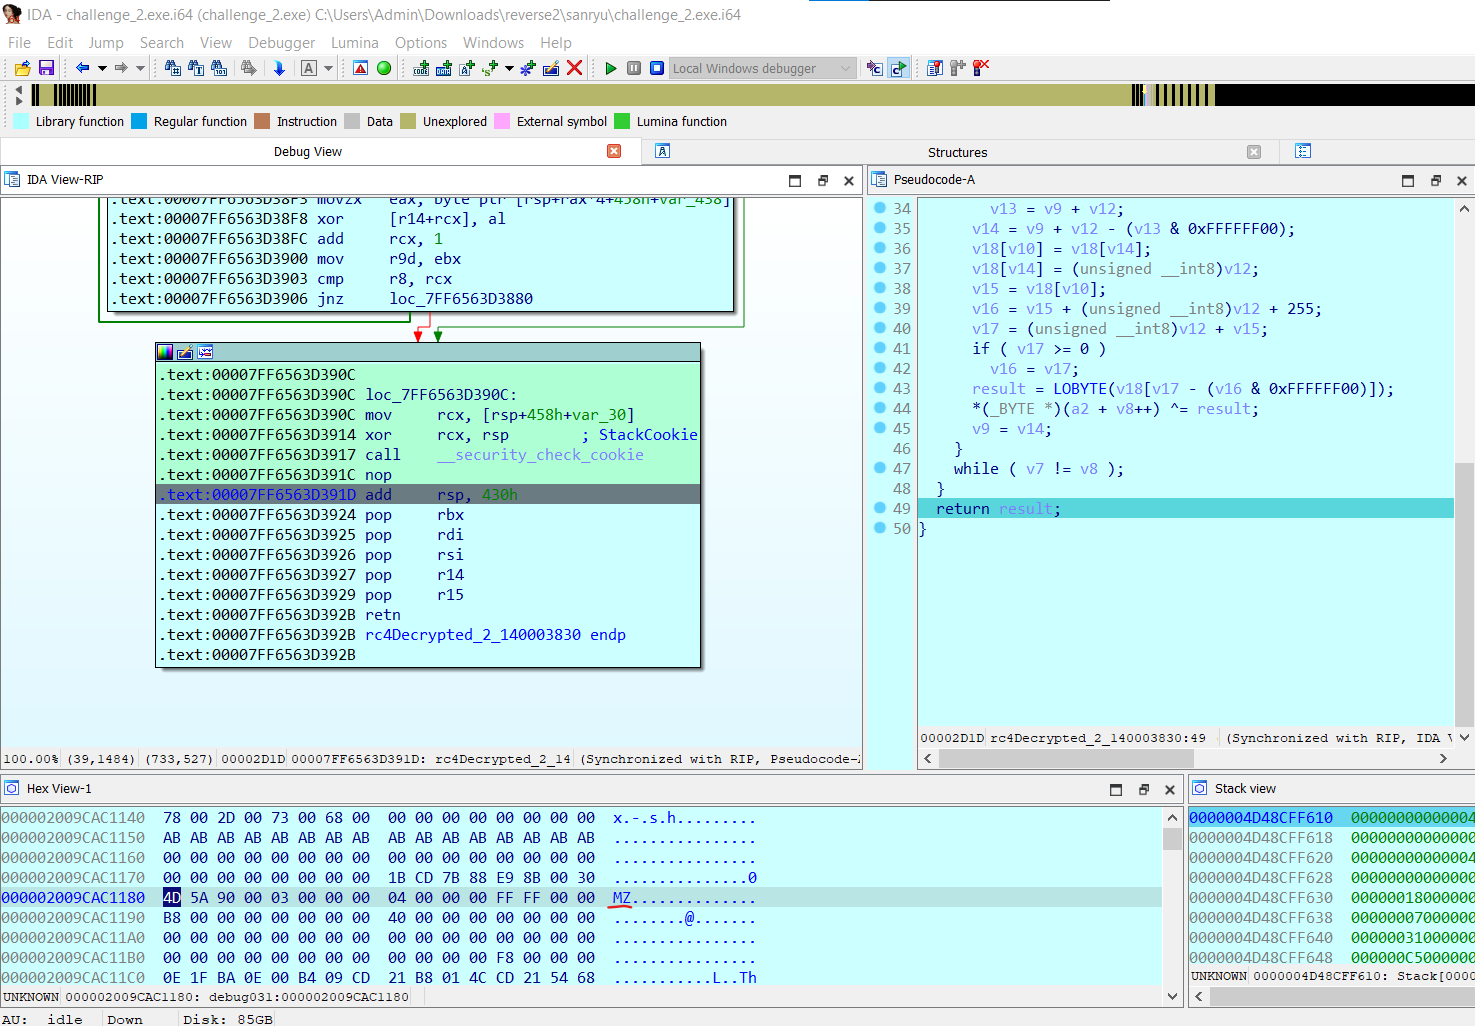 IDA - challenge_2.exe.i64 (challenge_2.exe) C:\Users\Admin\Downloads\reverse2\sanryu\challenge_2.exe.i64
File Edit Jump Search View Debugger Lumina Options Windows Help
Local Windows debugger
Library function Regular function Instruction Data Unexplored External symbol Lumina function
Debug View
Structures
IDA View-RIP
.text:00007FF6563D38F3 movzx eax, byte ptr [rsp+rax*4+458h+var_438]
.text:00007FF6563D38F8 xor [r14+rcx], al
.text:00007FF6563D38FC add rcx, 1
.text:00007FF6563D3900 mov r9d, ebx
.text:00007FF6563D3903 cmp r8, rcx
.text:00007FF6563D3906 jnz loc_7FF6563D3880
.text:00007FF6563D390C
.text:00007FF6563D390C loc_7FF6563D390C:
.text:00007FF6563D390C mov rcx, [rsp+458h+var_30]
.text:00007FF6563D3914 xor rcx, rsp ; StackCookie
.text:00007FF6563D3917 call __security_check_cookie
.text:00007FF6563D391C nop
.text:00007FF6563D391D add rsp, 430h
.text:00007FF6563D3924 pop rbx
.text:00007FF6563D3925 pop rdi
.text:00007FF6563D3926 pop rsi
.text:00007FF6563D3927 pop r14
.text:00007FF6563D3929 pop r15
.text:00007FF6563D392B retn
.text:00007FF6563D392B rc4Decrypted_2_140003830 endp
.text:00007FF6563D392B
100.00% (39,1484) (733,527) 00002D1D 00007FF6563D391D: rc4Decrypted_2_14 (Synchronized with RIP, Pseudocode-
Pseudocode-A
34 v13 = v9 + v12;
35 v14 = v9 + v12 - (v13 & 0xFFFFFF00);
36 v18[v10] = v18[v14];
37 v18[v14] = (unsigned __int8)v12;
38 v15 = v18[v10];
39 v16 = v15 + (unsigned __int8)v12 + 255;
40 v17 = (unsigned __int8)v12 + v15;
41 if ( v17 >= 0 )
42 v16 = v17;
43 result = LOBYTE(v18[v17 - (v16 & 0xFFFFFF00)]);
44 *(_BYTE *)(a2 + v8++) ^= result;
45 v9 = v14;
46 }
47 while ( v7 != v8 );
48 }
49 return result;
50 }
00002D1D rc4Decrypted_2_140003830:49 (Synchronized with RIP, IDA V
Hex View-1
000002009CAC1140 78 00 2D 00 73 00 68 00 00 00 00 00 00 00 00 00 x.-.s.h.........
000002009CAC1150 AB AB AB AB AB AB AB AB AB AB AB AB AB AB AB AB ................
000002009CAC1160 00 00 00 00 00 00 00 00 00 00 00 00 00 00 00 00 ................
000002009CAC1170 00 00 00 00 00 00 00 00 1B CD 7B 88 E9 8B 00 30 ...............0
000002009CAC1180 4D 5A 90 00 03 00 00 00 04 00 00 00 FF FF 00 00 MZ..............
000002009CAC1190 B8 00 00 00 00 00 00 00 40 00 00 00 00 00 00 00 ........@.......
000002009CAC11A0 00 00 00 00 00 00 00 00 00 00 00 00 00 00 00 00 ................
000002009CAC11B0 00 00 00 00 00 00 00 00 00 00 00 00 F8 00 00 00 ................
000002009CAC11C0 0E 1F BA 0E 00 B4 09 CD 21 B8 01 4C CD 21 54 68 ...........L..Th
UNKNOWN 000002009CAC1180: debug031:000002009CAC1180
Stack view
0000004D48CFF610 00000000000004
0000004D48CFF618 00000000000000
0000004D48CFF620 00000000000004
0000004D48CFF628 00000000000000
0000004D48CFF630 00000018000000
0000004D48CFF638 00000007000000
0000004D48CFF640 00000031000000
0000004D48CFF648 000000C5000000
UNKNOWN 0000004D48CFF610: Stack[0000
AU: idle Down Disk: 85GB